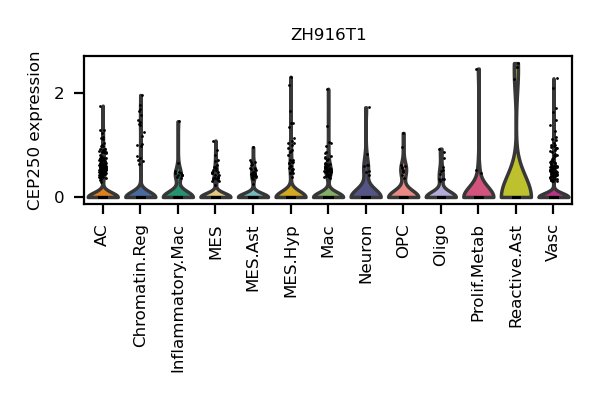 ZH916T1
CEP250 expression
2
0
AC
Chromatin.Reg
Inflammatory.Mac
MES
MES.Ast
MES.Hyp
Mac
Neuron
OPC
Oligo
Prolif.Metab
Reactive.Ast
Vasc